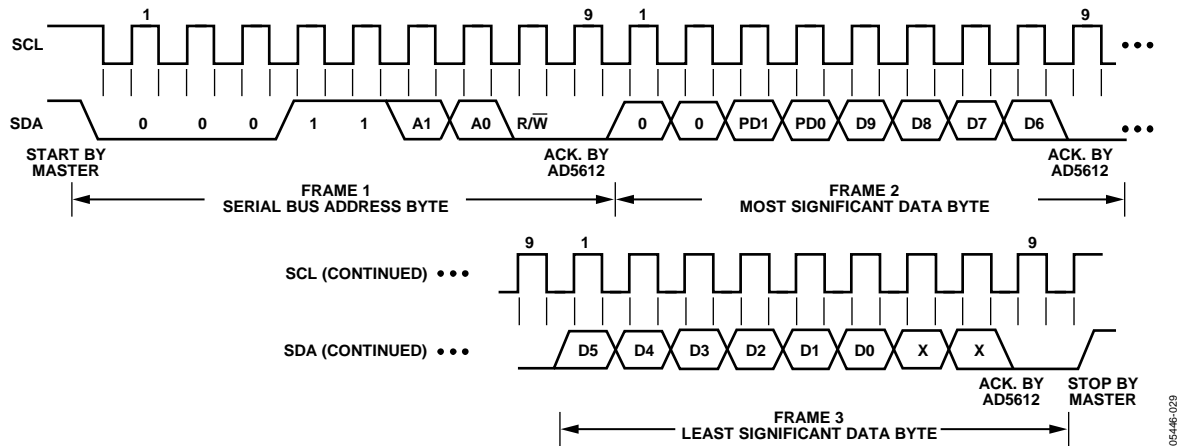 1 9 1 9
SCL
SDA 0 0 0 1 1 A1 A0 R/W̅ 0 0 PD1 PD0 D9 D8 D7 D6
START BY
MASTER
ACK. BY
AD5612
ACK. BY
AD5612
FRAME 1
SERIAL BUS ADDRESS BYTE
FRAME 2
MOST SIGNIFICANT DATA BYTE
9 1 9
SCL (CONTINUED)
SDA (CONTINUED) D5 D4 D3 D2 D1 D0 X X
ACK. BY
AD5612
STOP BY
MASTER
FRAME 3
LEAST SIGNIFICANT DATA BYTE
05446-029